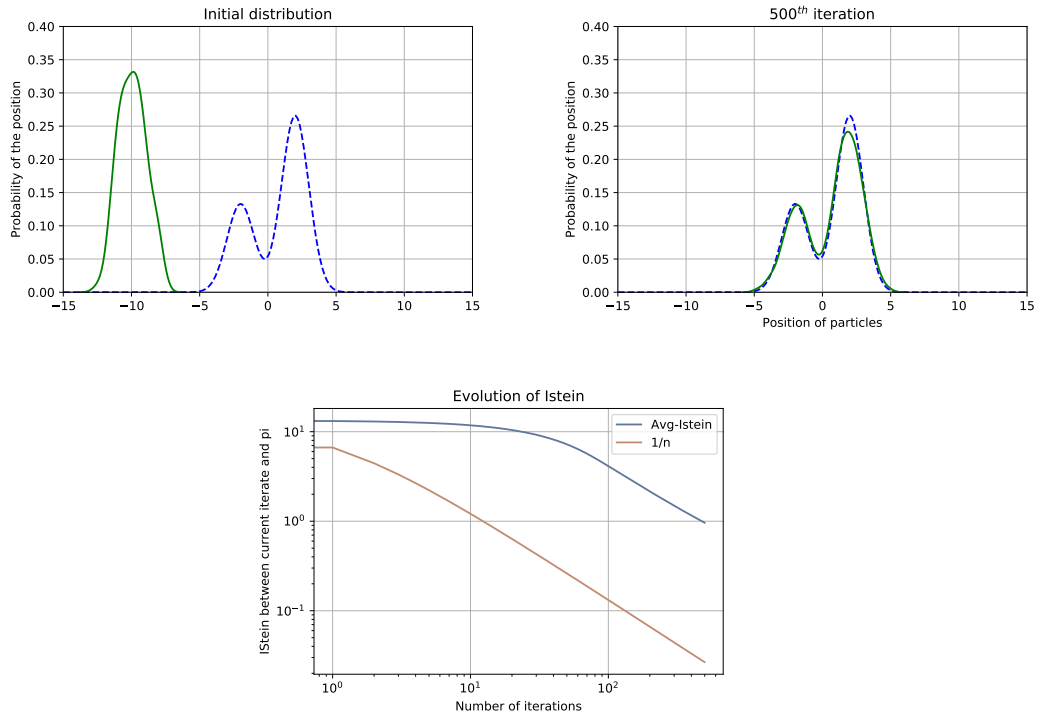 Initial distribution
0.40
0.35
0.30
0.25
0.20
0.15
0.10
0.05
0.00
Probability of the position
−15 −10 −5 0 5 10 15
500th iteration
0.40
0.35
0.30
0.25
0.20
0.15
0.10
0.05
0.00
Probability of the position
−15 −10 −5 0 5 10 15
Position of particles
Evolution of Istein
Avg-Istein
1/n
10¹
10⁰
10⁻¹
IStein between current iterate and pi
10⁰ 10¹ 10²
Number of iterations